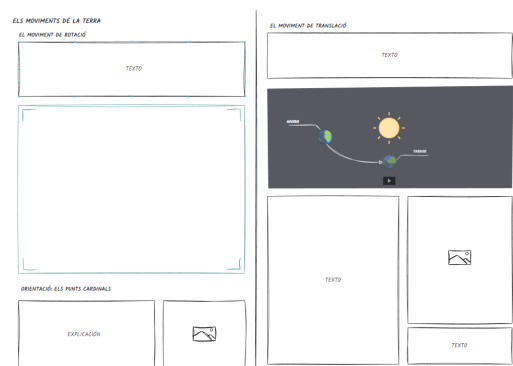 ELS MOVIMENTS DE LA TERRA
EL MOVIMENT DE ROTACIÓ
TEXTO
ORIENTACIÓ: ELS PUNTS CARDINALS
EXPLICACIÓN
EL MOVIMENT DE TRANSLACIÓ
TEXTO
TEXTO
TEXTO